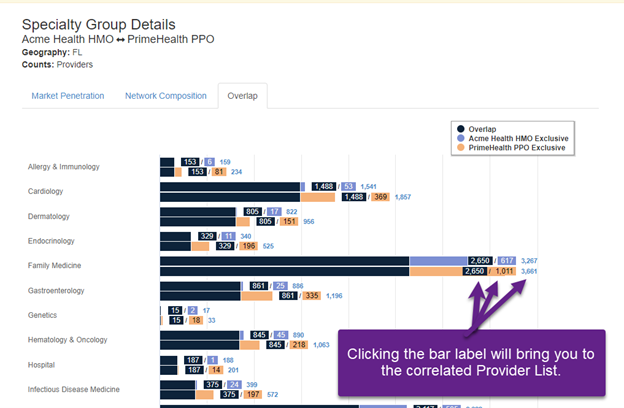 Specialty Group Details
Acme Health HMO ↔ PrimeHealth PPO
Geography: FL
Counts: Providers
Market Penetration Network Composition Overlap
Overlap
Acme Health HMO Exclusive
PrimeHealth PPO Exclusive
Allergy & Immunology
153 / 6 159
153 / 81 234
Cardiology
1,488 / 53 1,541
1,488 / 369 1,857
Dermatology
805 / 17 822
805 / 151 956
Endocrinology
329 / 11 340
329 / 196 525
Family Medicine
2,650 / 617 3,267
2,650 / 1,011 3,661
Gastroenterology
861 / 25 886
861 / 335 1,196
Genetics
15 / 2 17
15 / 18 33
Hematology & Oncology
845 / 45 890
845 / 218 1,063
Hospital
187 / 1 188
187 / 14 201
Infectious Disease Medicine
375 / 24 399
375 / 197 572
Clicking the bar label will bring you to
the correlated Provider List.